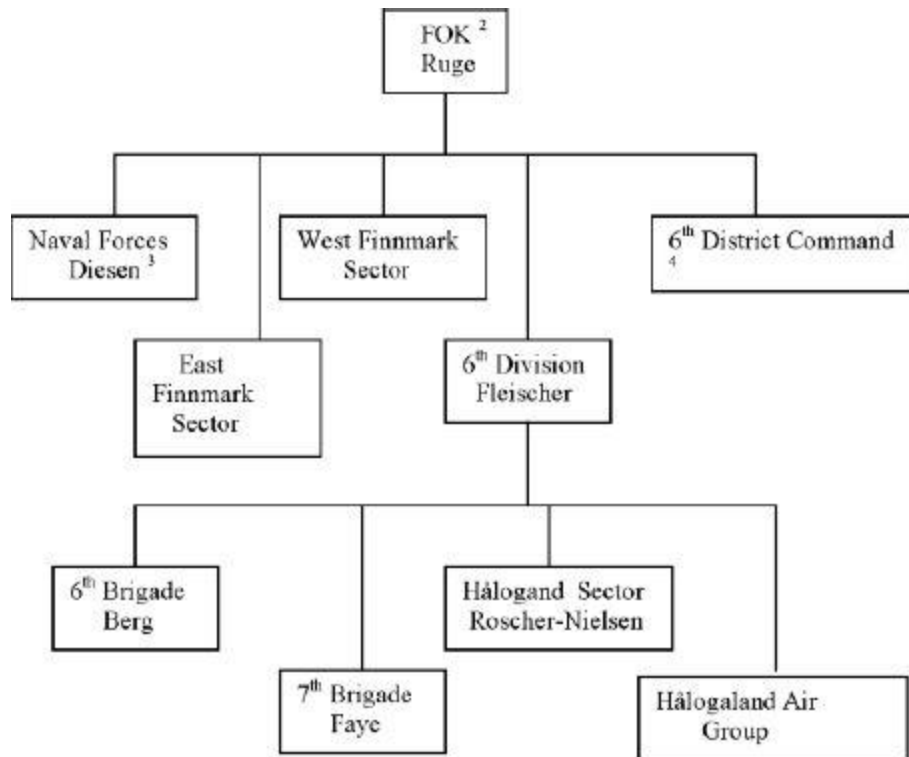 FOK ²
Ruge
Naval Forces
Diesen ³
West Finnmark
Sector
6th District Command
4
East
Finnmark
Sector
6th Division
Fleischer
6th Brigade
Berg
Hålogand Sector
Roscher-Nielsen
7th Brigade
Faye
Hålogaland Air
Group